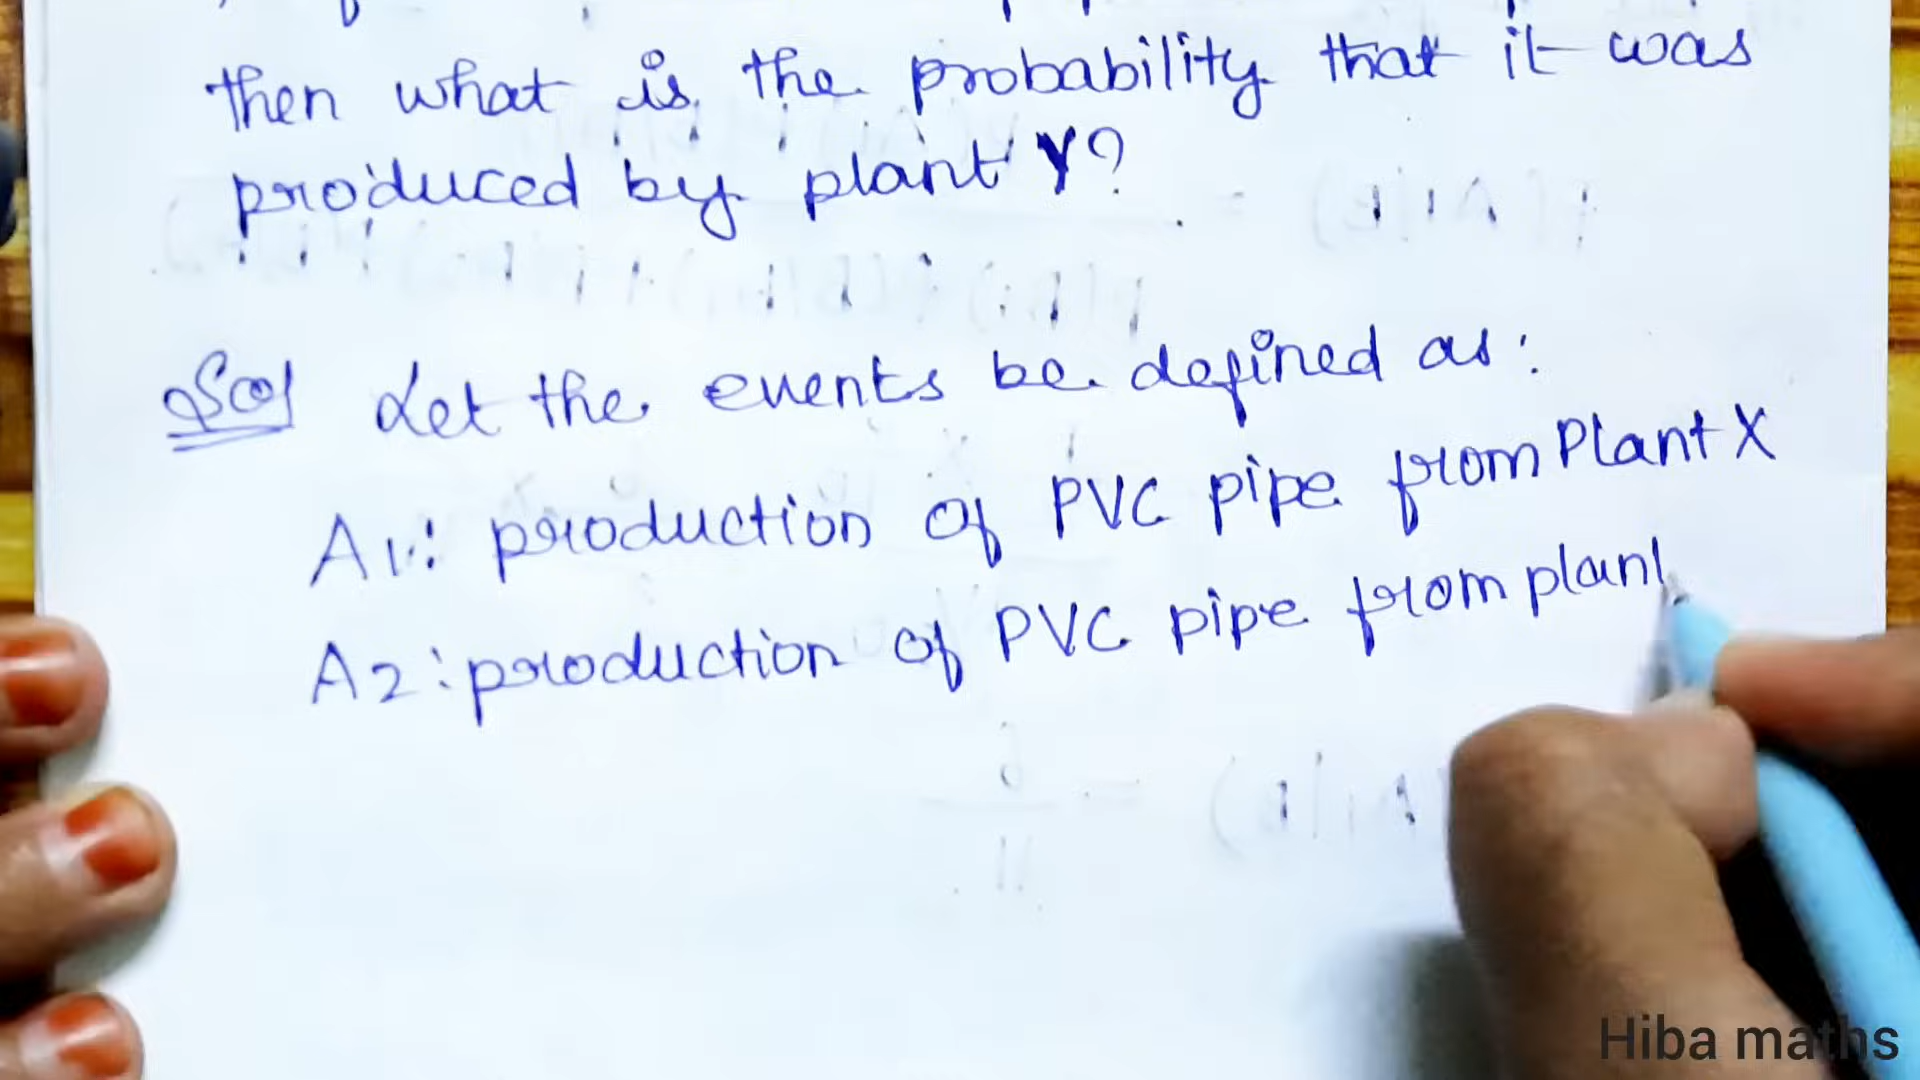 then what is the probability that it was
produced by plant Y?
Sol Let the events be defined as:
A1: production of PVC pipe from Plant X
A2: production of PVC pipe from plant
Hiba maths